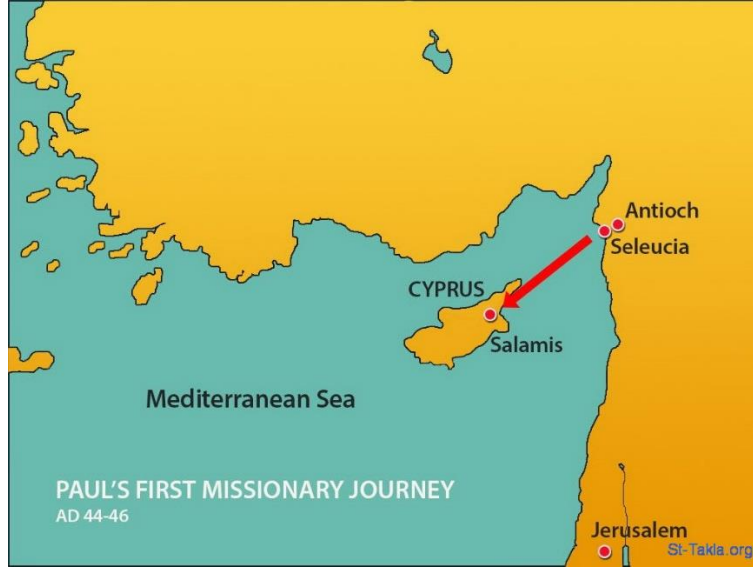 Antioch
Seleucia
CYPRUS
Salamis
Mediterranean Sea
PAUL'S FIRST MISSIONARY JOURNEY
AD 44-46
Jerusalem
St-Takla.org